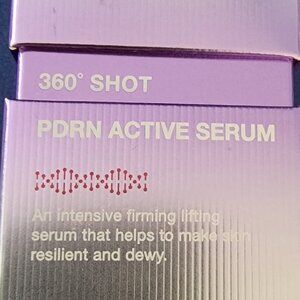 360° SHOT
PDRN ACTIVE SERUM
An intensive firming lifting
serum that helps to make skin
resilient and dewy.